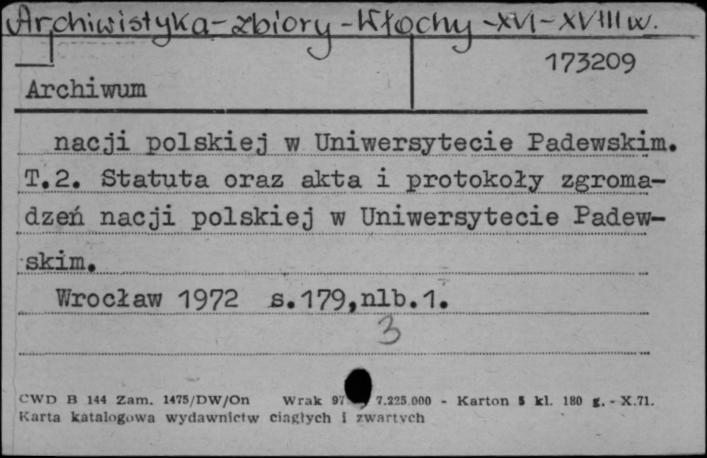 Archiwistyka-zbiory-Włochy-XVI-XVIII w.
173209
Archiwum
nacji polskiej w Uniwersytecie Padewskim.
T.2. Statuta oraz akta i protokoły zgroma-
dzeń nacji polskiej w Uniwersytecie Padew-
skim.
Wrocław 1972 s.179,nlb.1.
3
CWD B 144 Zam. 1475/DW/On Wrak 97 7.225.000 - Karton 5 kl. 180 g. - X.71.
Karta katalogowa wydawnictw ciągłych i zwartych